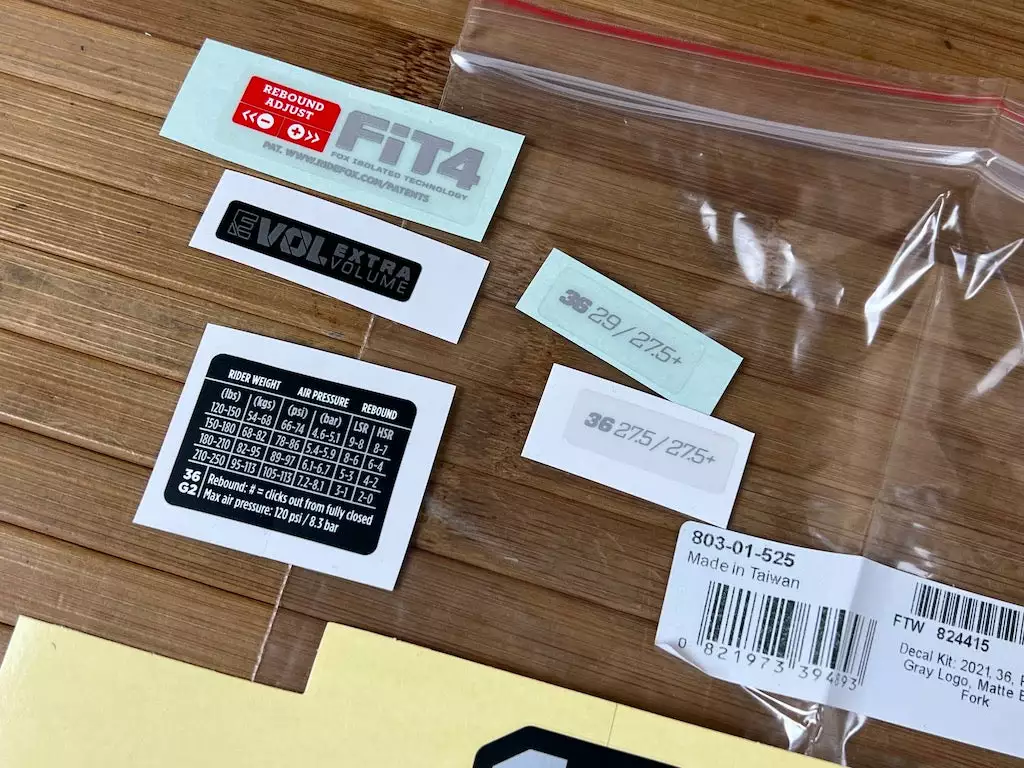 REBOUND
ADJUST
FiT4
FOX ISOLATED TECHNOLOGY
PAT. WWW.RIDEFOX.COM/PATENTS
EVOL EXTRA
VOLUME
36 29 / 27.5+
36 27.5 / 27.5+
RIDER WEIGHT AIR PRESSURE REBOUND
(lbs) (kgs) (psi) (bar) LSR HSR
120-150 54-68 66-74 4.6-5.1 9-8 8-7
150-180 68-82 78-86 5.4-5.9 8-6 6-4
180-210 82-95 89-97 6.1-6.7 5-3 4-2
210-250 95-113 105-113 7.2-8.1 3-1 2-0
36
G2
Rebound: # = clicks out from fully closed
Max air pressure: 120 psi / 8.3 bar
803-01-525
Made in Taiwan
0 821973 394893
FTW 824415
Decal Kit: 2021, 36,
Gray Logo, Matte
Fork